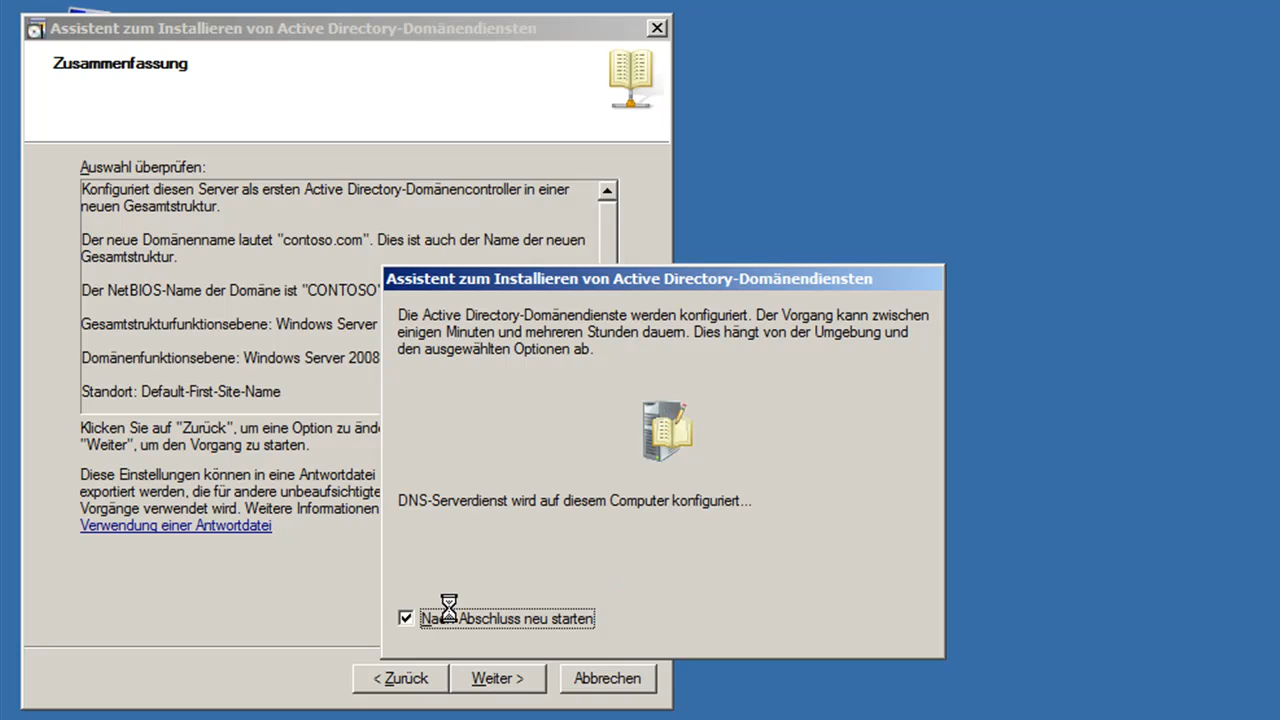 Assistent zum Installieren von Active Directory-Domänendiensten
Zusammenfassung
Auswahl überprüfen:
Konfiguriert diesen Server als ersten Active Directory-Domänencontroller in einer
neuen Gesamtstruktur.
Der neue Domänenname lautet "contoso.com". Dies ist auch der Name der neuen
Gesamtstruktur.
Der NetBIOS-Name der Domäne ist "CONTOSO"
Gesamtstrukturfunktionsebene: Windows Server
Domänenfunktionsebene: Windows Server 2008
Standort: Default-First-Site-Name
Klicken Sie auf "Zurück", um eine Option zu
"Weiter", um den Vorgang zu starten.
Diese Einstellungen können in eine Antwortdatei
exportiert werden, die für andere
Vorgänge verwendet wird. Weitere Informationen
Verwendung einer Antwortdatei
< Zurück
Weiter >
Abbrechen
Assistent zum Installieren von Active Directory-Domänendiensten
Die Active Directory-Domänendienste werden konfiguriert. Der Vorgang kann zwischen
einigen Minuten und mehreren Stunden dauern. Dies hängt von der Umgebung und
den ausgewählten Optionen ab.
DNS-Serverdienst wird auf diesem Computer konfiguriert...
Nach Abschluss neu starten